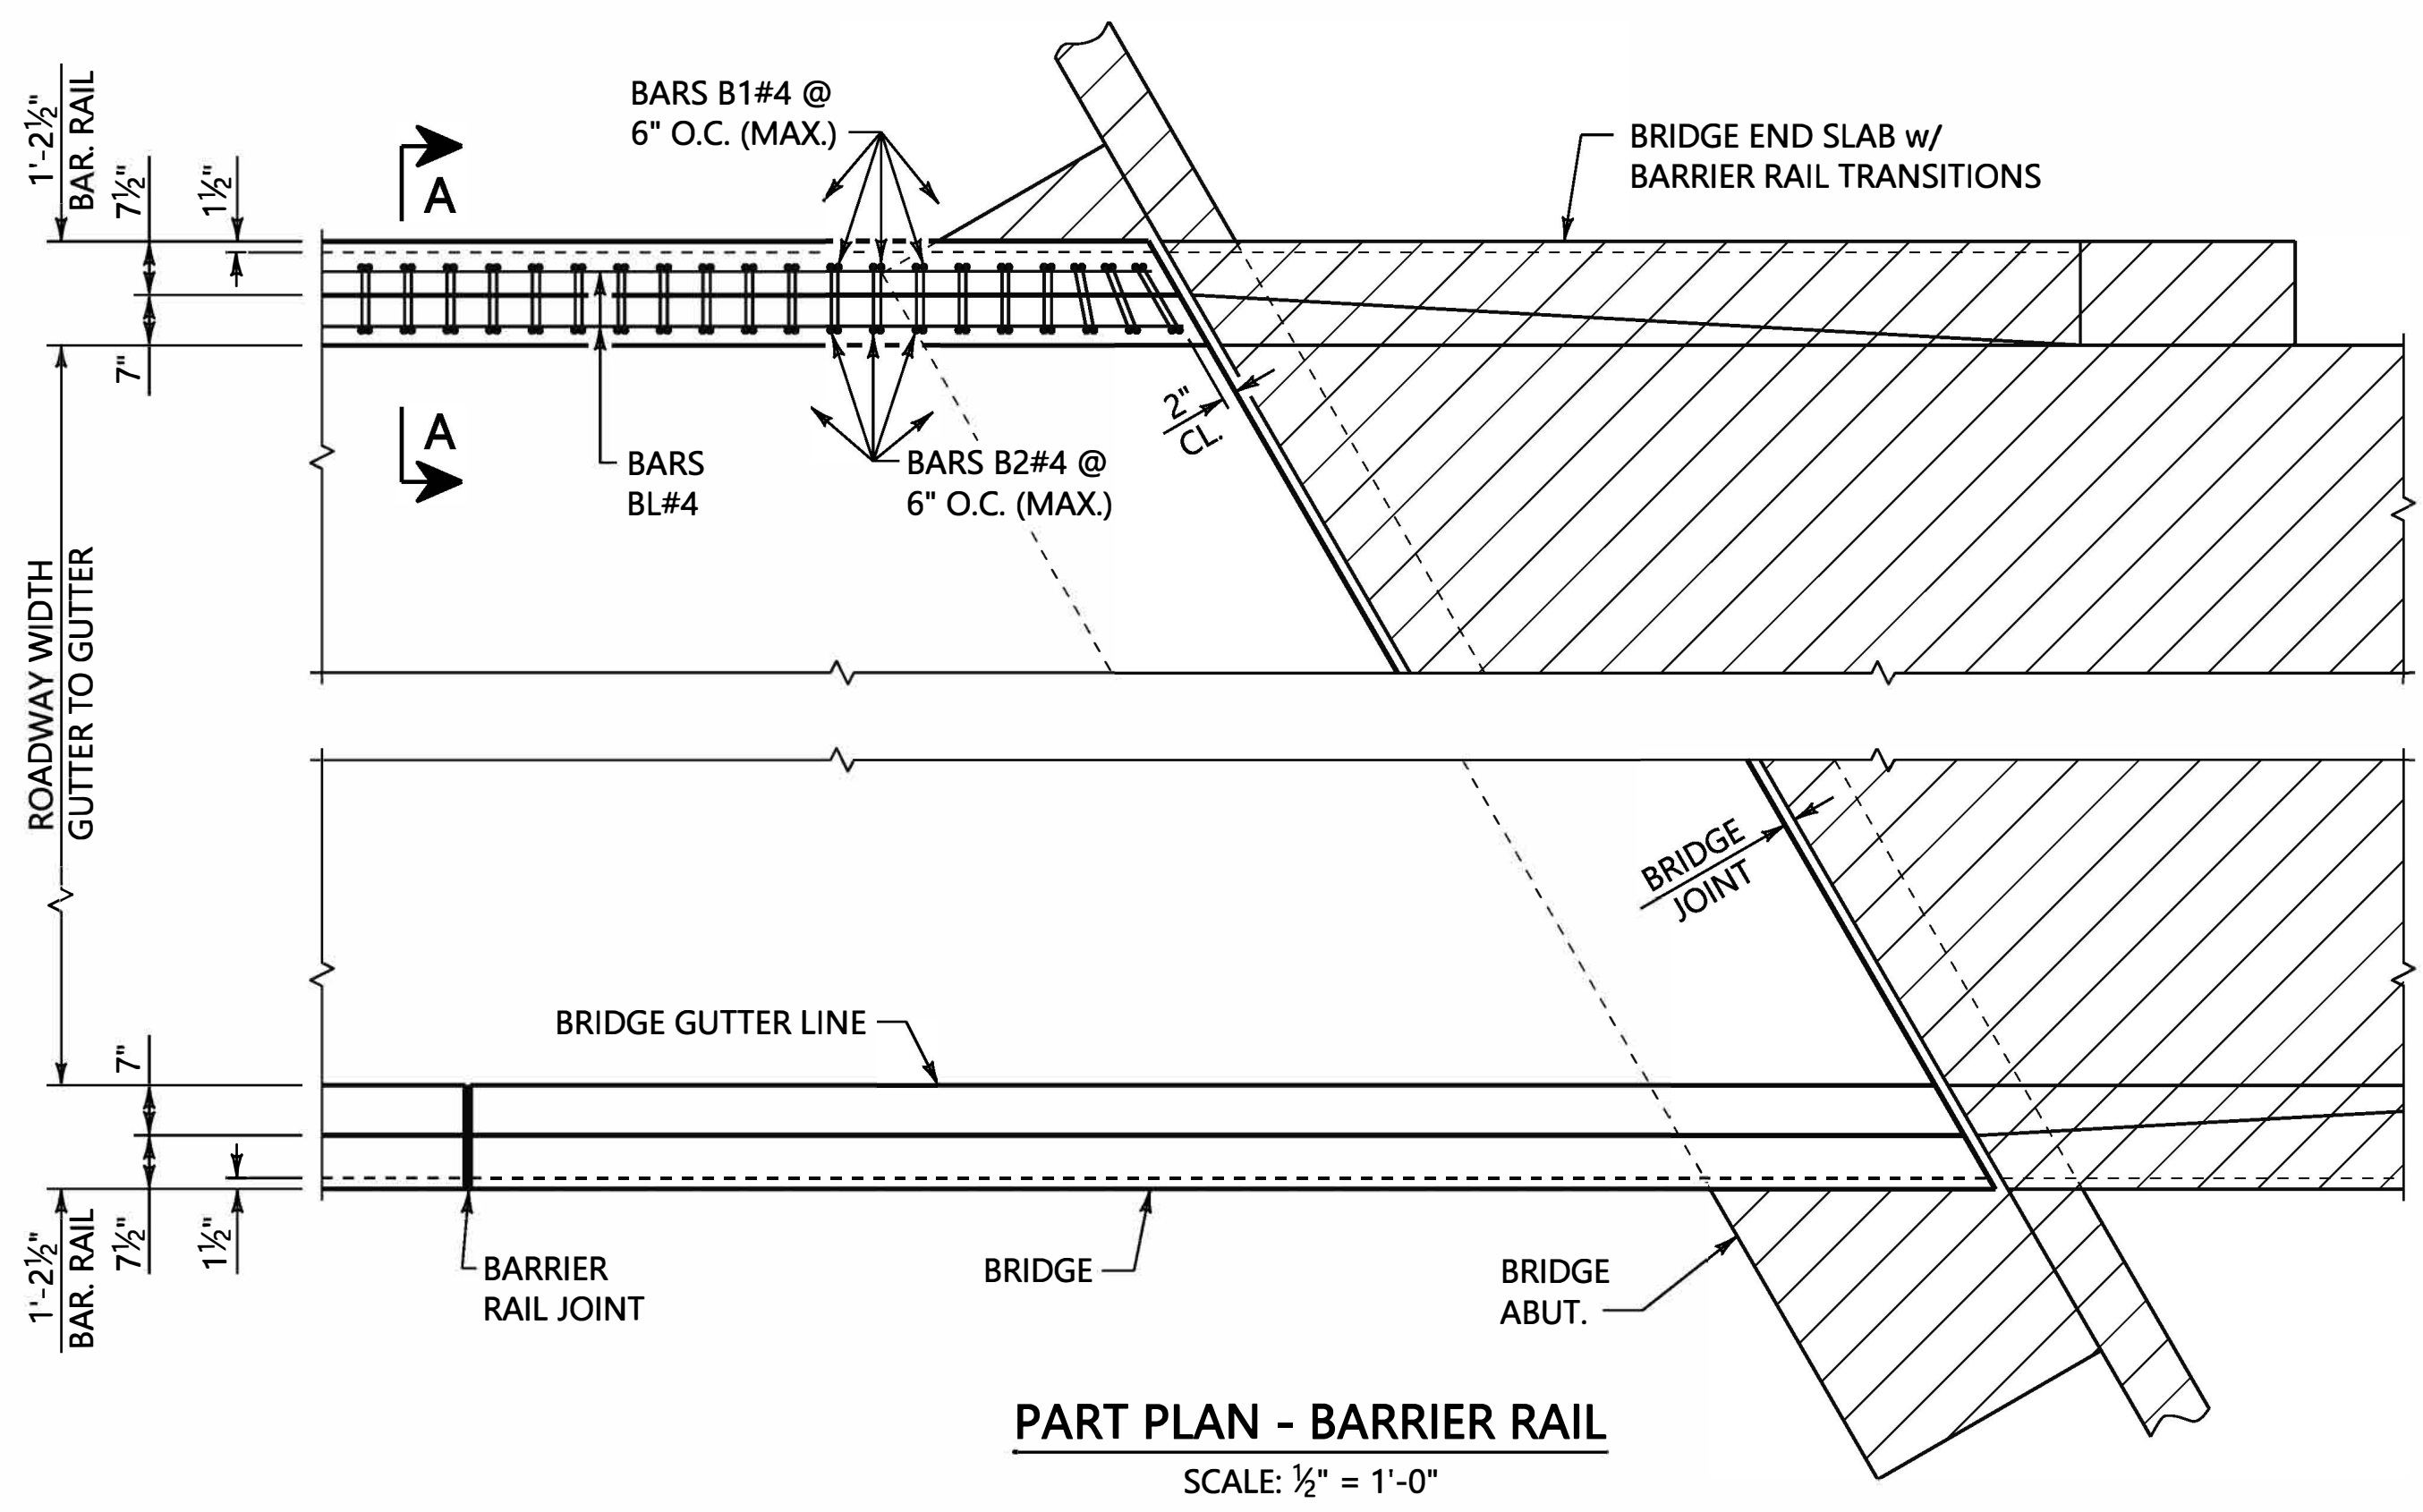 1'-2½"
BAR. RAIL
7½"
1½"
7"
A
A
BARS B1#4 @
6" O.C. (MAX.)
BRIDGE END SLAB w/
BARRIER RAIL TRANSITIONS
BARS
BL#4
BARS B2#4 @
6" O.C. (MAX.)
2"
CL.
ROADWAY WIDTH
GUTTER TO GUTTER
BRIDGE
JOINT
BRIDGE GUTTER LINE
7"
1'-2½"
BAR. RAIL
7½"
1½"
BARRIER
RAIL JOINT
BRIDGE
BRIDGE
ABUT.
PART PLAN - BARRIER RAIL
SCALE: ½" = 1'-0"